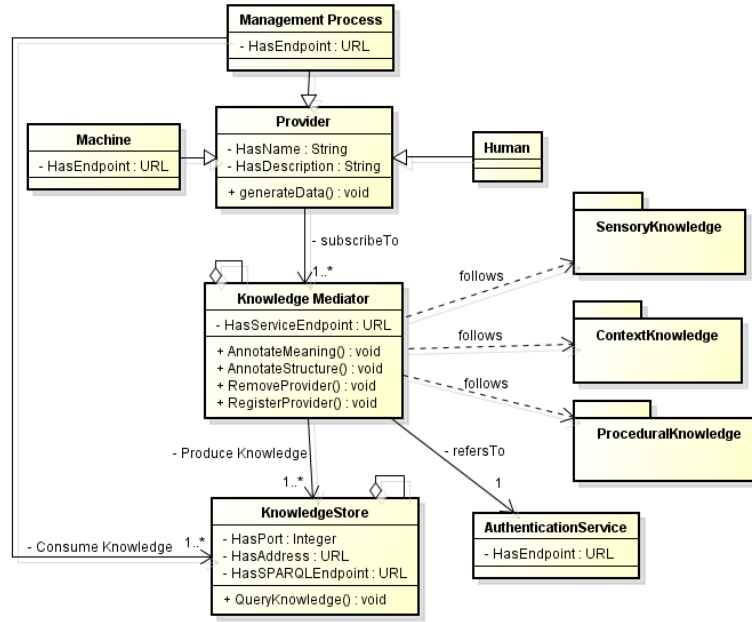 Management Process
- HasEndpoint : URL
Provider
- HasName : String
- HasDescription : String
+ generateData() : void
Machine
- HasEndpoint : URL
Human
- subscribeTo
1..*
SensoryKnowledge
follows
Knowledge Mediator
- HasServiceEndpoint : URL
+ AnnotateMeaning() : void
+ AnnotateStructure() : void
+ RemoveProvider() : void
+ RegisterProvider() : void
follows
ContextKnowledge
follows
ProceduralKnowledge
- Produce Knowledge
1..*
- refersTo
1
KnowledgeStore
- HasPort : Integer
- HasAddress : URL
- HasSPARQLEndpoint : URL
+ QueryKnowledge() : void
- Consume Knowledge
1..*
AuthenticationService
- HasEndpoint : URL